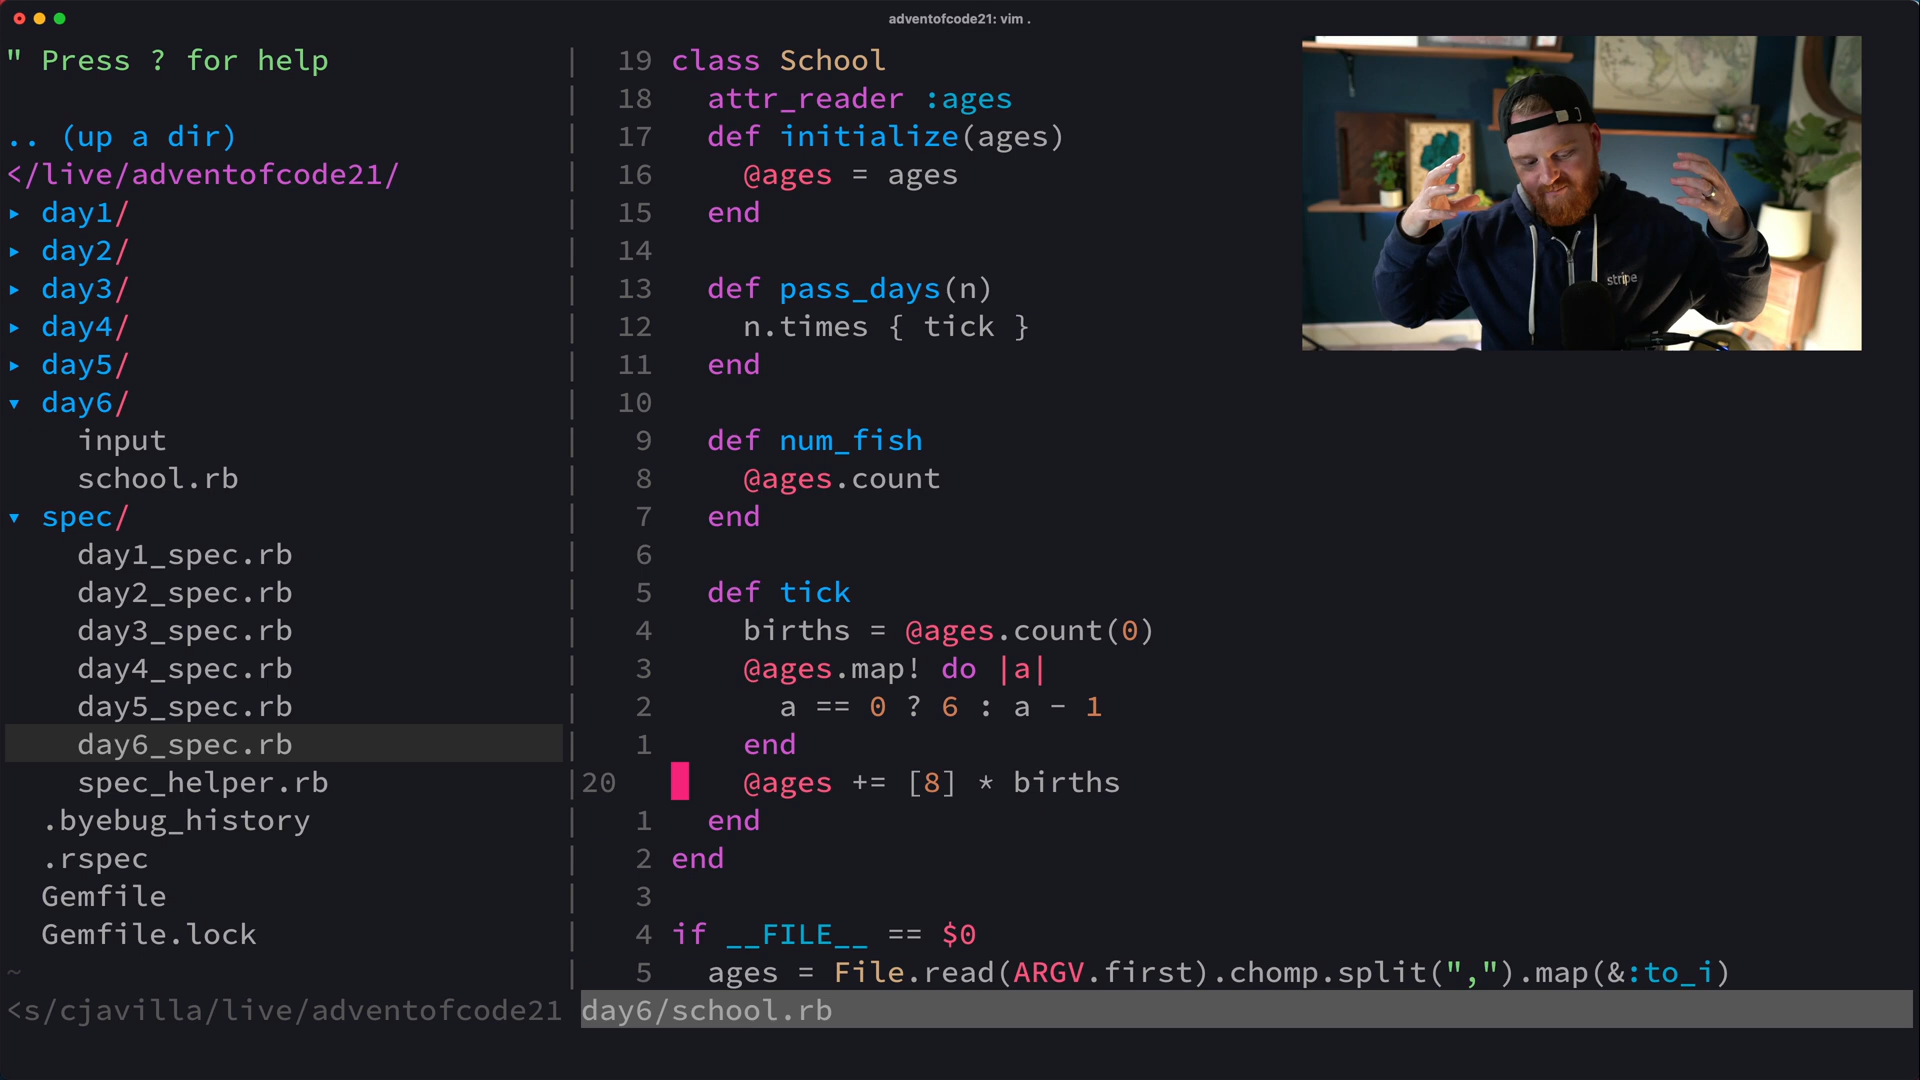 adventofcode21: vim .
" Press ? for help
.. (up a dir)
</live/adventofcode21/
▸ day1/
▸ day2/
▸ day3/
▸ day4/
▸ day5/
▾ day6/
input
school.rb
▾ spec/
day1_spec.rb
day2_spec.rb
day3_spec.rb
day4_spec.rb
day5_spec.rb
day6_spec.rb
spec_helper.rb
.byebug_history
.rspec
Gemfile
Gemfile.lock
~
<s/cjavilla/live/adventofcode21
19 class School
18 attr_reader :ages
17 def initialize(ages)
16 @ages = ages
15 end
14
13 def pass_days(n)
12 n.times { tick }
11 end
10
9 def num_fish
8 @ages.count
7 end
6
5 def tick
4 births = @ages.count(0)
3 @ages.map! do |a|
2 a == 0 ? 6 : a - 1
1 end
20 @ages += [8] * births
1 end
2 end
3
4 if __FILE__ == $0
5 ages = File.read(ARGV.first).chomp.split(",").map(&:to_i)
day6/school.rb
stripe